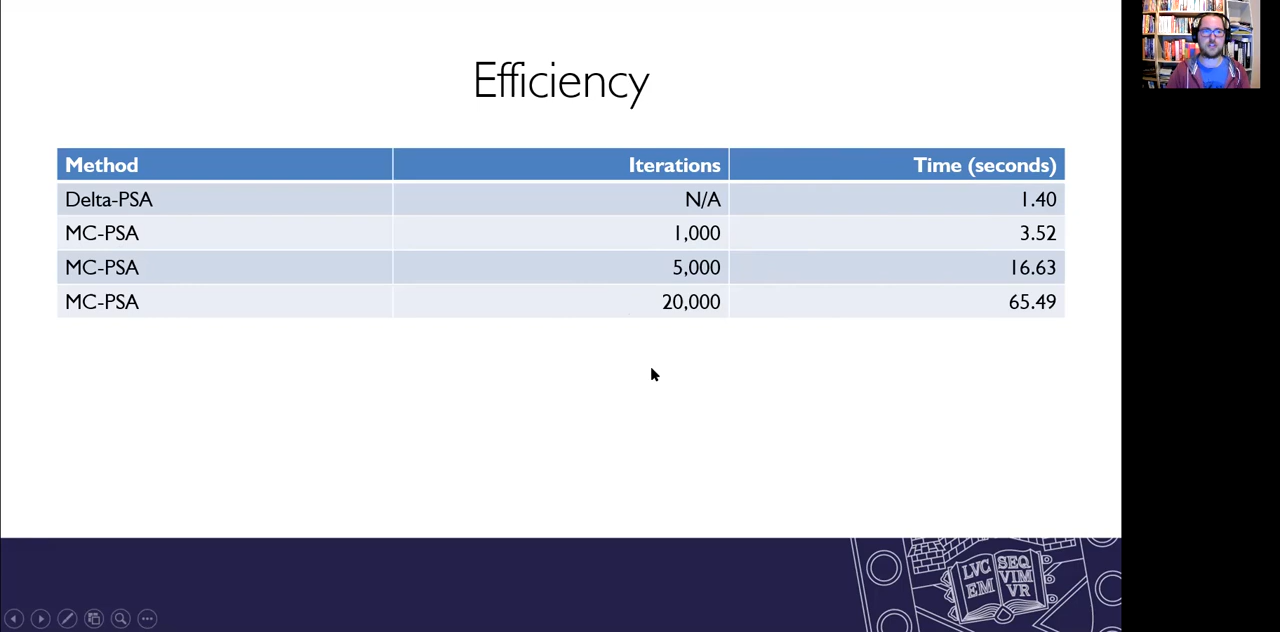 Efficiency
Method Iterations Time (seconds)
Delta-PSA N/A 1.40
MC-PSA 1,000 3.52
MC-PSA 5,000 16.63
MC-PSA 20,000 65.49
LVC SEQ
EM VIM
VR